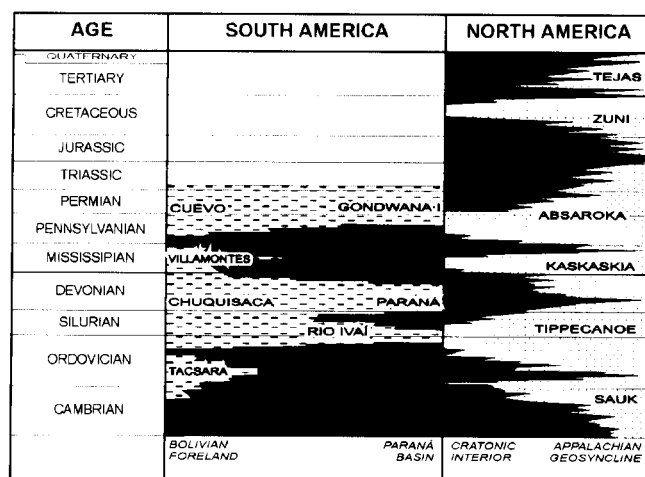 AGE
SOUTH AMERICA
NORTH AMERICA
QUATERNARY
TERTIARY
CRETACEOUS
JURASSIC
TRIASSIC
PERMIAN
PENNSYLVANIAN
MISSISSIPIAN
DEVONIAN
SILURIAN
ORDOVICIAN
CAMBRIAN
CUEVO
GONDWANA I
VILLAMONTES
CHUQUISACA
PARANÁ
RIO IVAÍ
TACSARA
BOLIVIAN
FORELAND
PARANÁ
BASIN
TEJAS
ZUNI
ABSAROKA
KASKASKIA
TIPPECANOE
SAUK
CRATONIC
INTERIOR
APPALACHIAN
GEOSYNCLINE